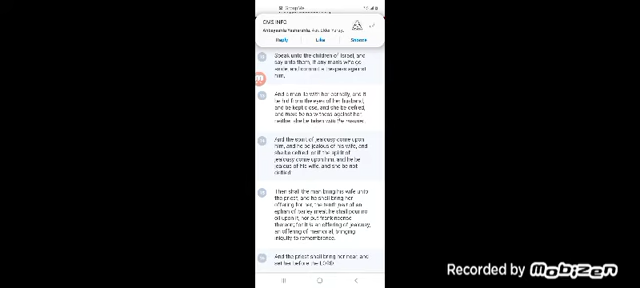 CMS INFO
Reply Like Snooze
Speak unto the children of Israel, and
say unto them, If any man's wife go
aside, and commit a trespass against
him,
And a man lie with her carnally, and it
be hid from the eyes of her husband,
and be kept close, and she be defiled,
and there be no witness against her,
neither she be taken with the manner;
And the spirit of jealousy come upon
him, and he be jealous of his wife, and
she be defiled: or if the spirit of
jealousy come upon him, and he be
jealous of his wife, and she be not
defiled:
Then shall the man bring his wife unto
the priest, and he shall bring her
offering for her, the tenth part of an
ephah of barley meal; he shall pour no
oil upon it, nor put frankincense
thereon; for it is an offering of jealousy,
an offering of memorial, bringing
iniquity to remembrance.
And the priest shall bring her near, and
set her before the LORD:
Recorded by Mobizen